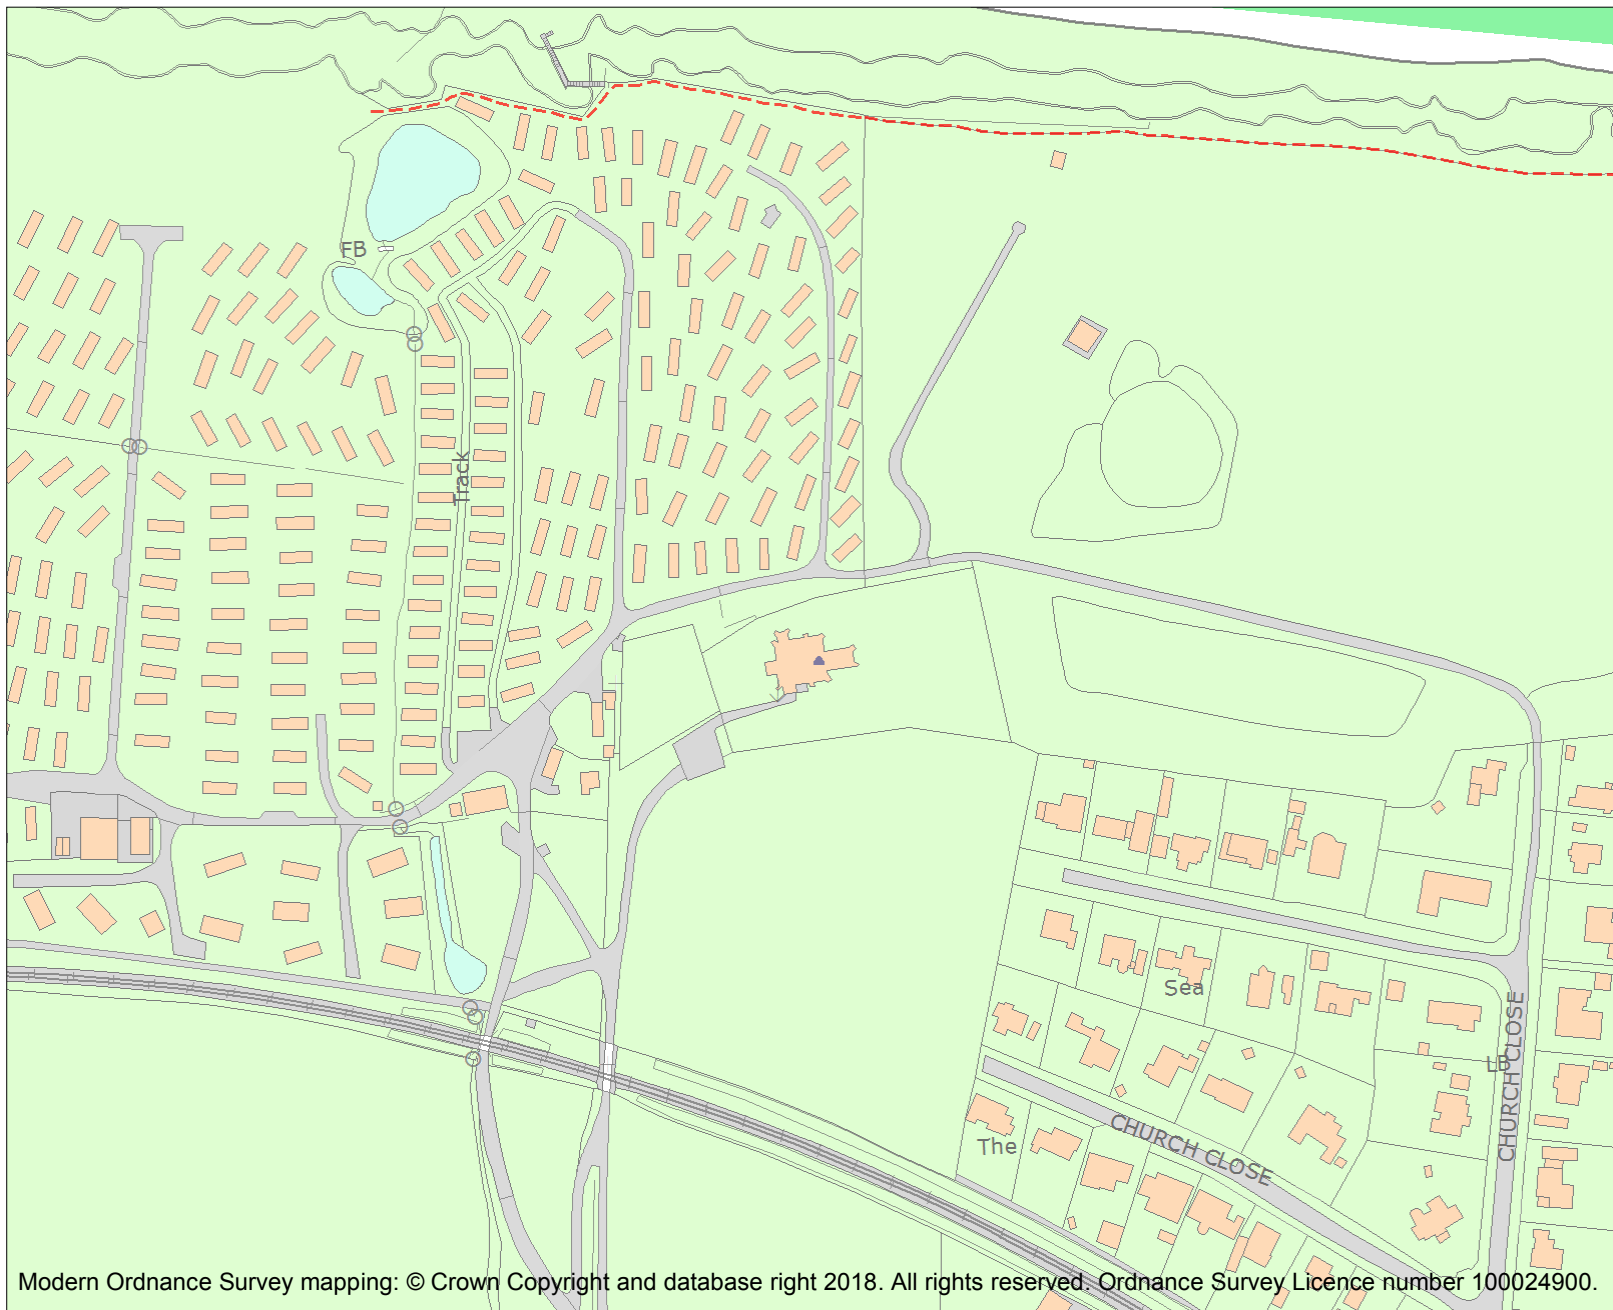 FB
Track
Sea
CHURCH CLOSE
LB
The
CHURCH CLOSE
Modern Ordnance Survey mapping: © Crown Copyright and database right 2018. All rights reserved. Ordnance Survey Licence number 100024900.